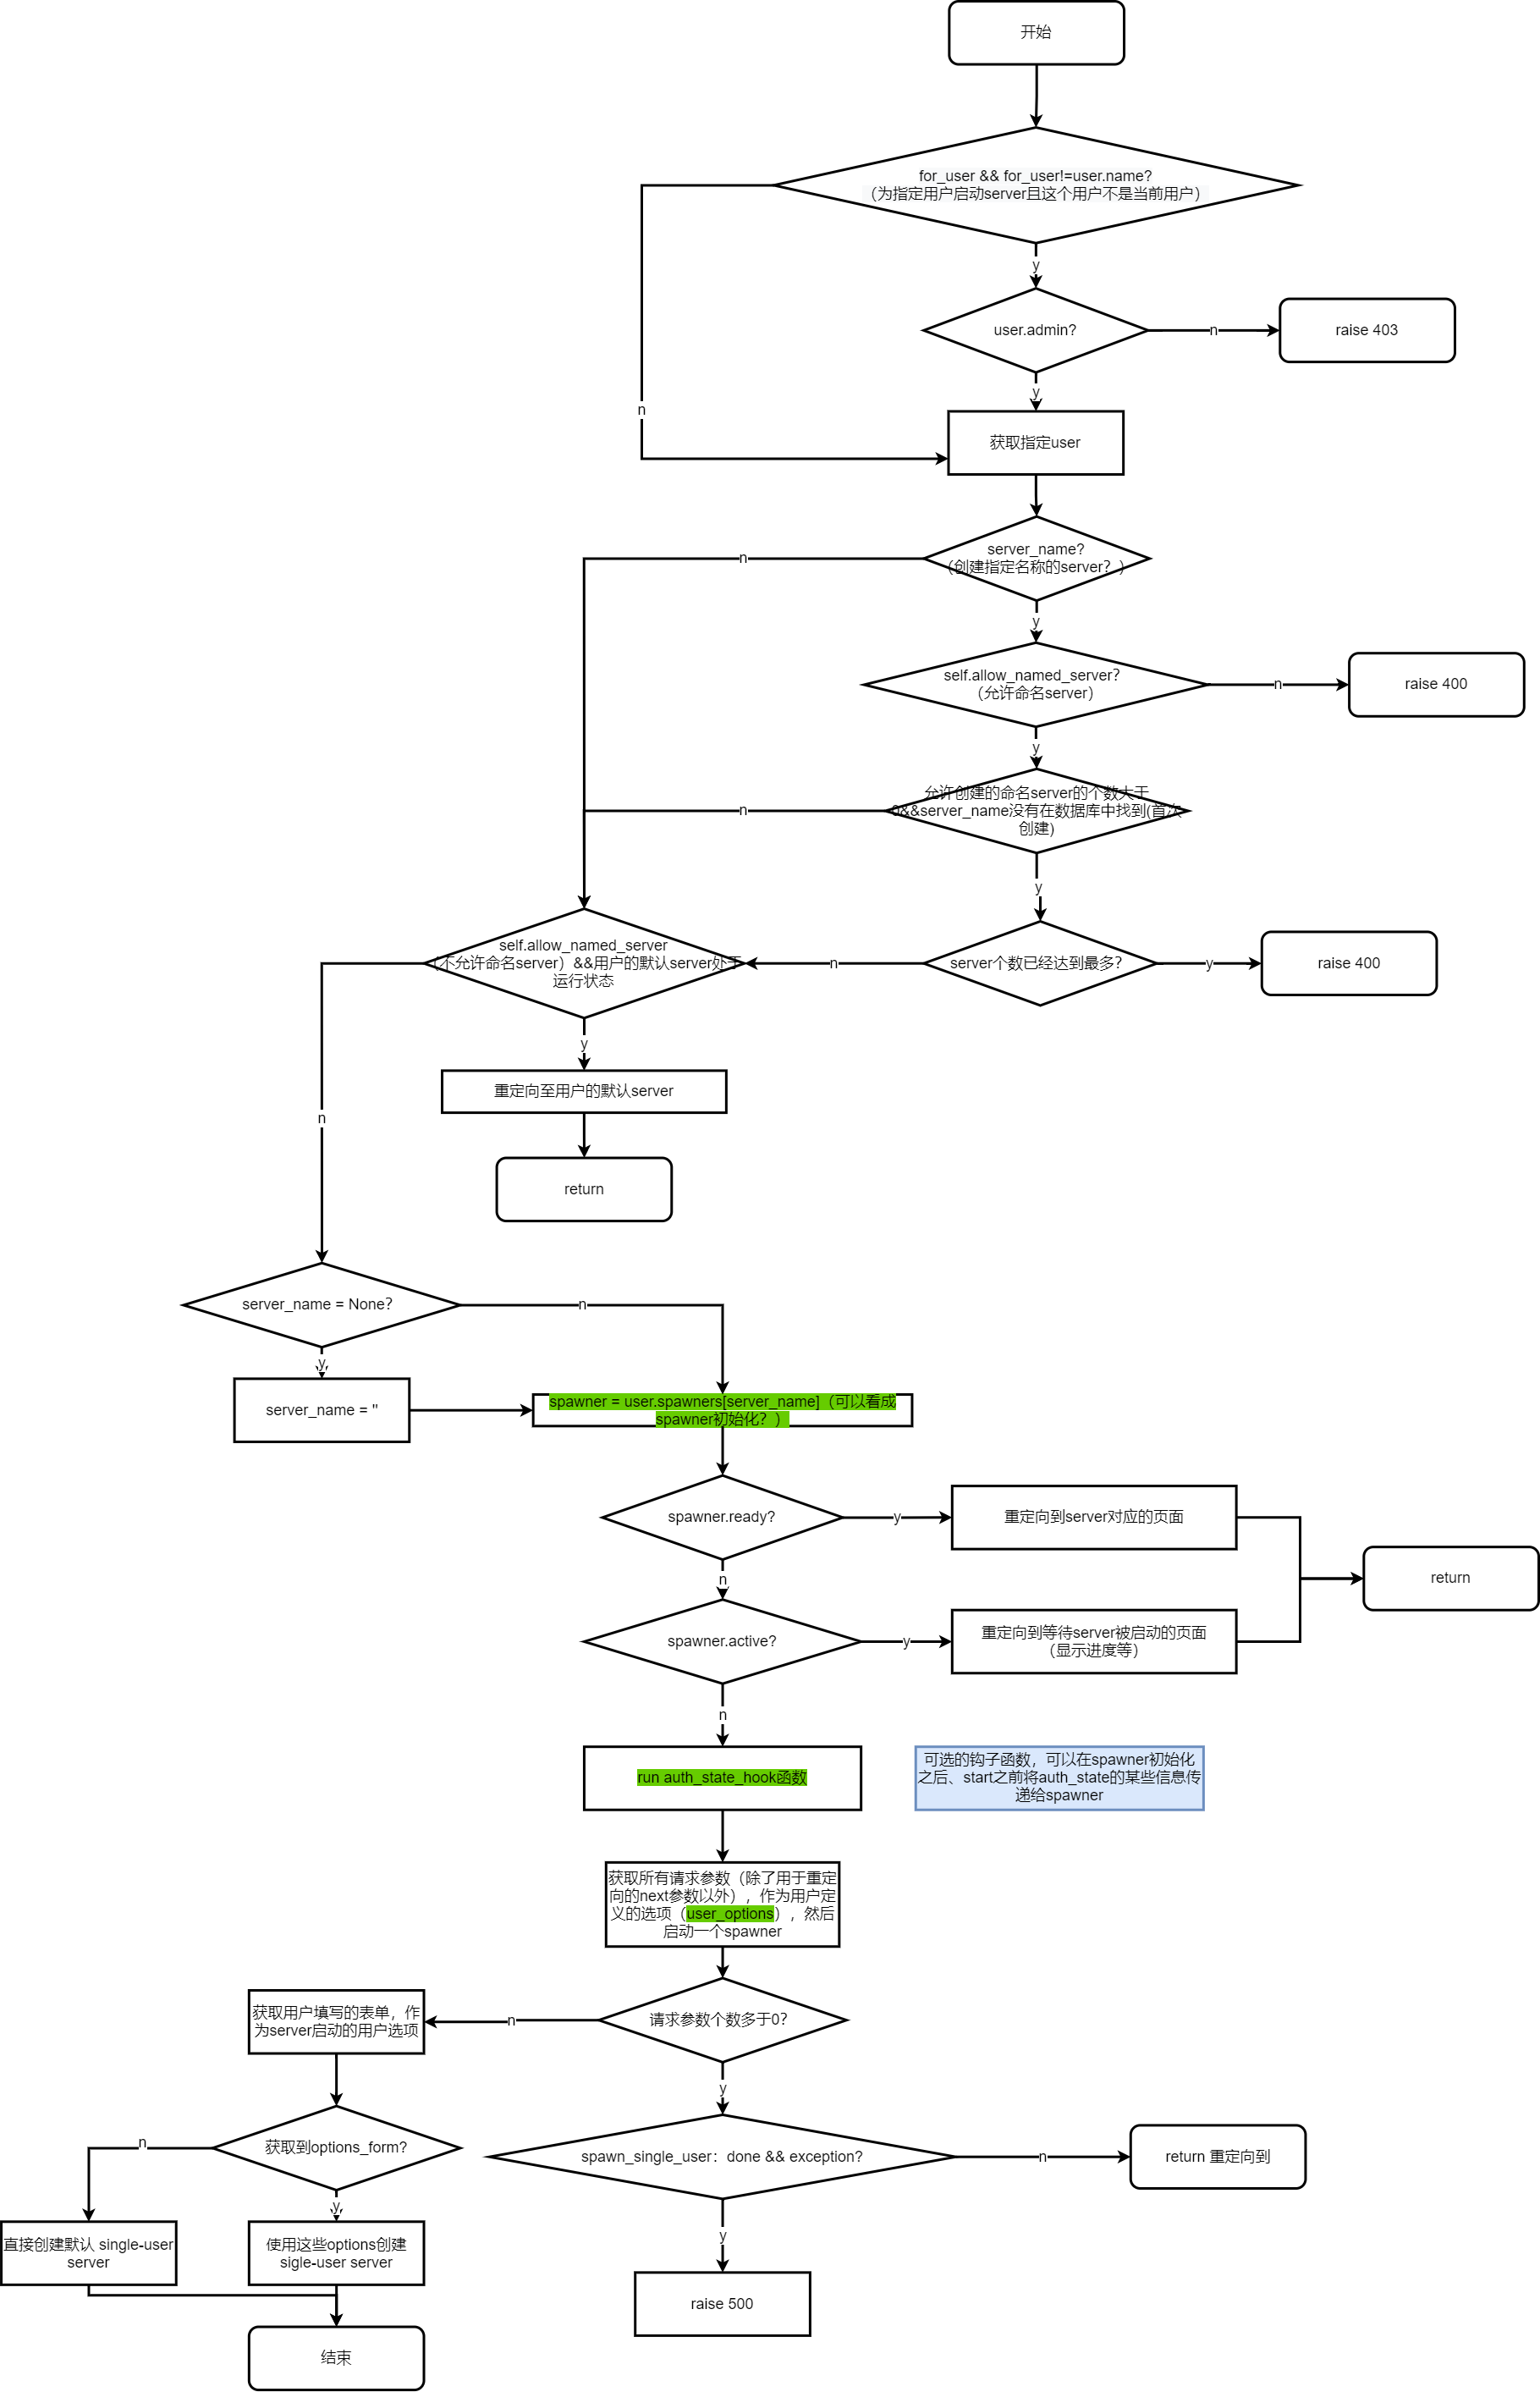 开始
for_user && for_user!=user.name?
（为指定用户启动server且这个用户不是当前用户）
y
user.admin?
n
raise 403
y
n
获取指定user
server_name?
（创建指定名称的server？）
n
y
self.allow_named_server?
（允许命名server）
n
raise 400
y
允许创建的命名server的个数大于
0&&server_name没有在数据库中找到(首次
创建)
n
y
self.allow_named_server
（不允许命名server）&&用户的默认server处于
运行状态
n
server个数已经达到最多?
y
raise 400
y
重定向至用户的默认server
n
return
server_name = None?
n
y
server_name = ''
spawner = user.spawners[server_name]（可以看成
spawner初始化？）
spawner.ready?
y
重定向到server对应的页面
return
n
spawner.active?
y
重定向到等待server被启动的页面
（显示进度等）
n
run auth_state_hook函数
可选的钩子函数，可以在spawner初始化
之后、start之前将auth_state的某些信息传
递给spawner
获取所有请求参数（除了用于重定
向的next参数以外），作为用户定
义的选项（user_options），然后
启动一个spawner
获取用户填写的表单，作
为server启动的用户选项
n
请求参数个数多于0?
y
n
获取到options_form?
spawn_single_user：done && exception?
n
return 重定向到
y
直接创建默认 single-user
server
使用这些options创建
sigle-user server
y
raise 500
结束